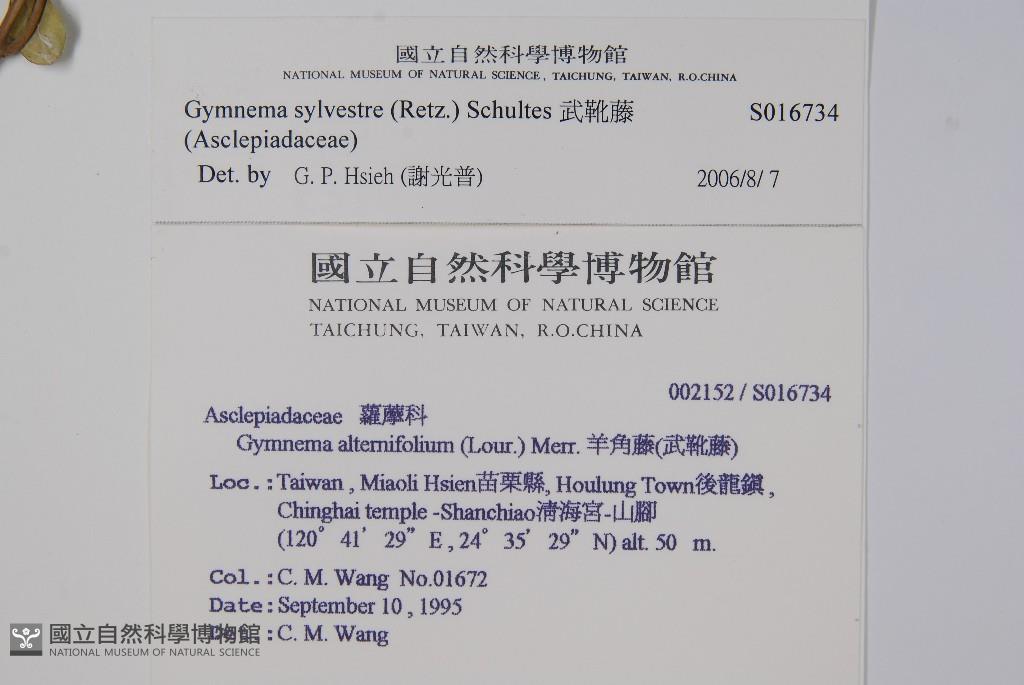 國立自然科學博物館
NATIONAL MUSEUM OF NATURAL SCIENCE, TAICHUNG, TAIWAN, R.O.CHINA
Gymnema sylvestre (Retz.) Schultes 武靴藤 S016734
(Asclepiadaceae)
Det. by G. P. Hsieh (謝光普) 2006/8/ 7
國立自然科學博物館
NATIONAL MUSEUM OF NATURAL SCIENCE
TAICHUNG, TAIWAN, R.O.CHINA
002152 / S016734
Asclepiadaceae 蘿藦科
Gymnema alternifolium (Lour.) Merr. 羊角藤(武靴藤)
Loc.: Taiwan , Miaoli Hsien苗栗縣, Houlung Town後龍鎮 ,
Chinghai temple -Shanchiao清海宮-山腳
(120° 41' 29" E , 24° 35' 29" N) alt. 50 m.
Col.: C. M. Wang No.01672
Date: September 10 , 1995
: C. M. Wang
國立自然科學博物館
NATIONAL MUSEUM OF NATURAL SCIENCE